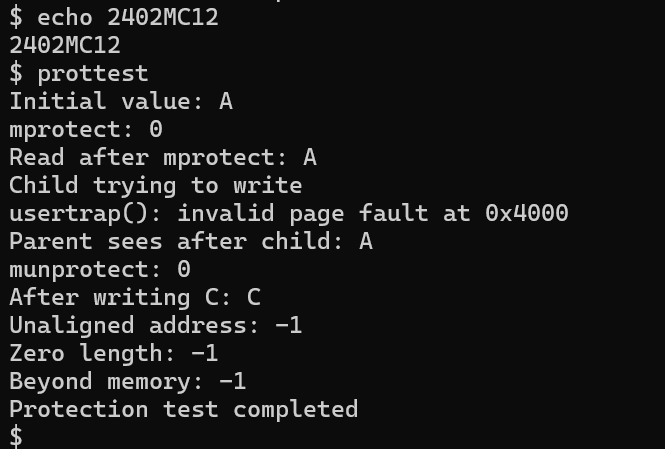 $ echo 2402MC12
2402MC12
$ prottest
Initial value: A
mprotect: 0
Read after mprotect: A
Child trying to write
usertrap(): invalid page fault at 0x4000
Parent sees after child: A
munprotect: 0
After writing C: C
Unaligned address: -1
Zero length: -1
Beyond memory: -1
Protection test completed
$